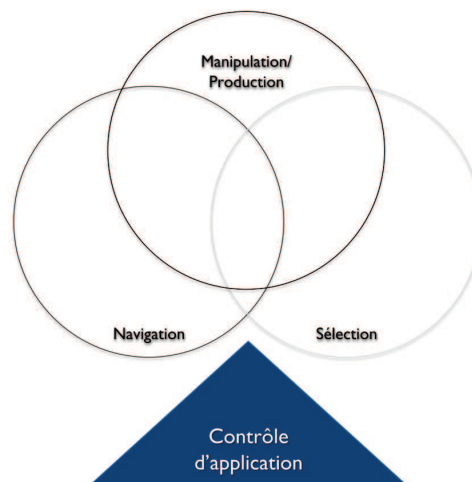 Manipulation/
Production
Navigation
Sélection
Contrôle
d'application